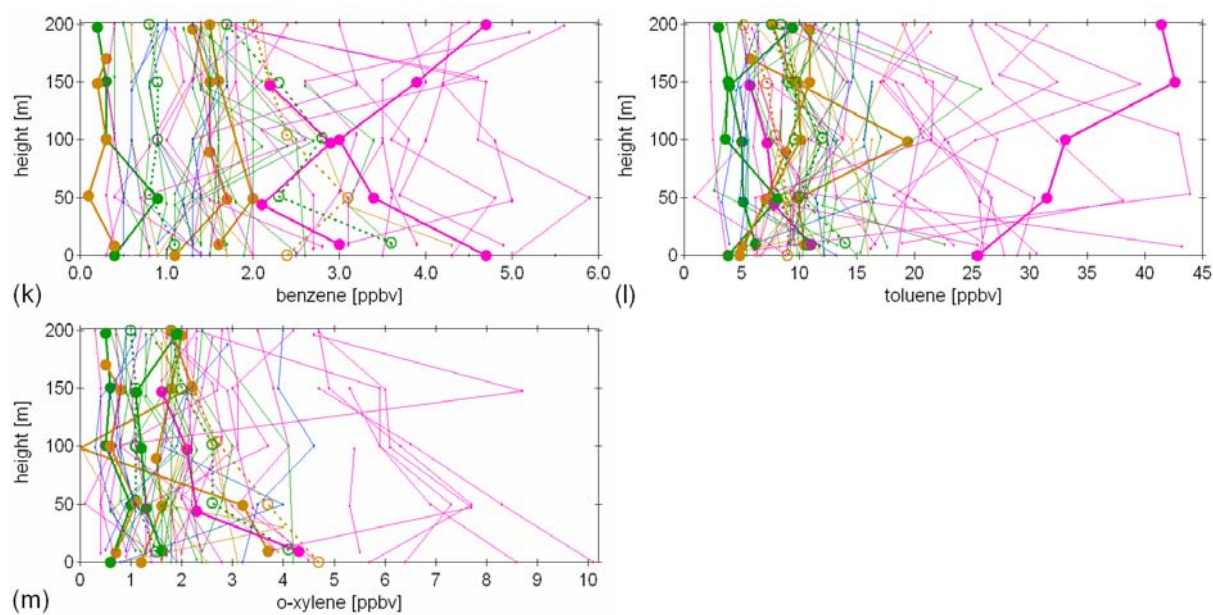 200
150
100
50
0
height [m]
0.0 1.0 2.0 3.0 4.0 5.0 6.0
benzene [ppbv]
(k)
200
150
100
50
0
height [m]
0 5 10 15 20 25 30 35 40 45
toluene [ppbv]
(l)
200
150
100
50
0
height [m]
0 1 2 3 4 5 6 7 8 9 10
o-xylene [ppbv]
(m)